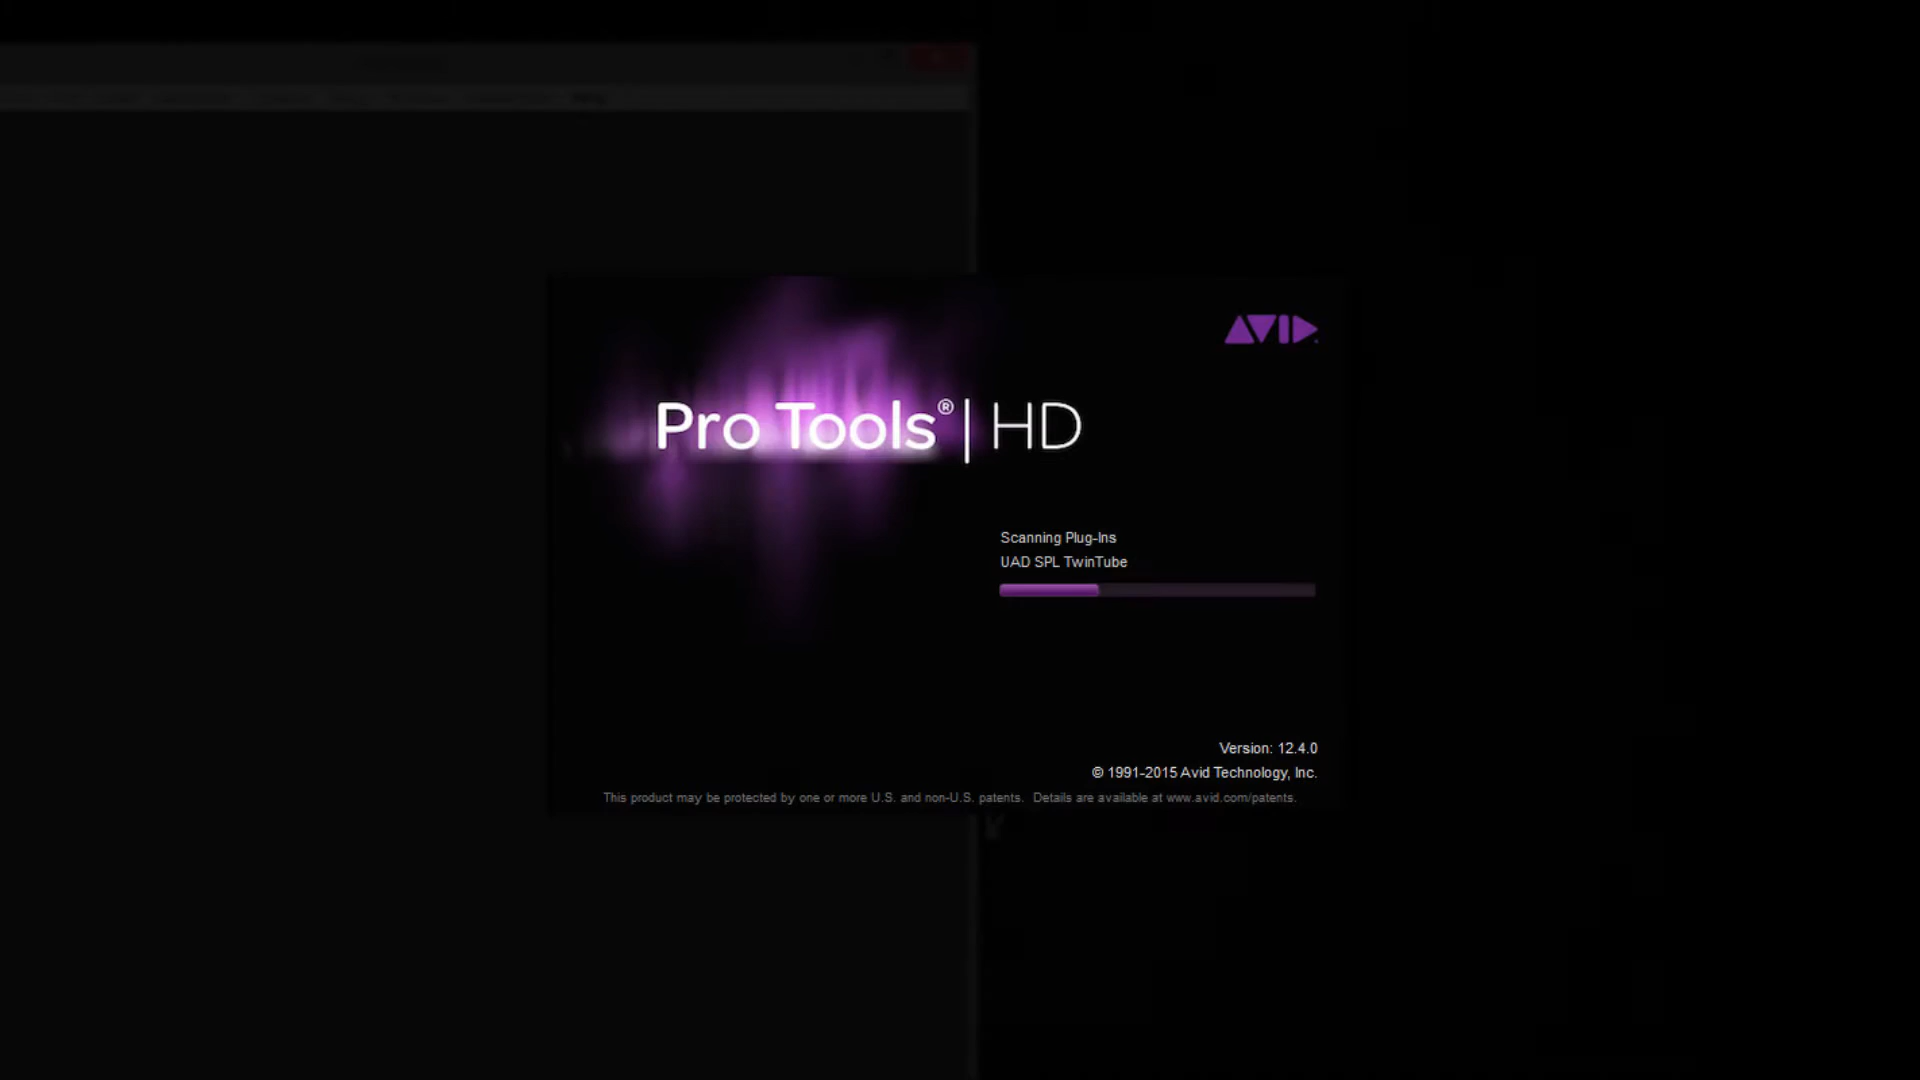 AVID
Pro Tools® | HD
Scanning Plug-Ins
UAD SPL TwinTube
Version: 12.4.0
© 1991-2015 Avid Technology, Inc.
This product may be protected by one or more U.S. and non-U.S. patents. Details are available at www.avid.com/patents.